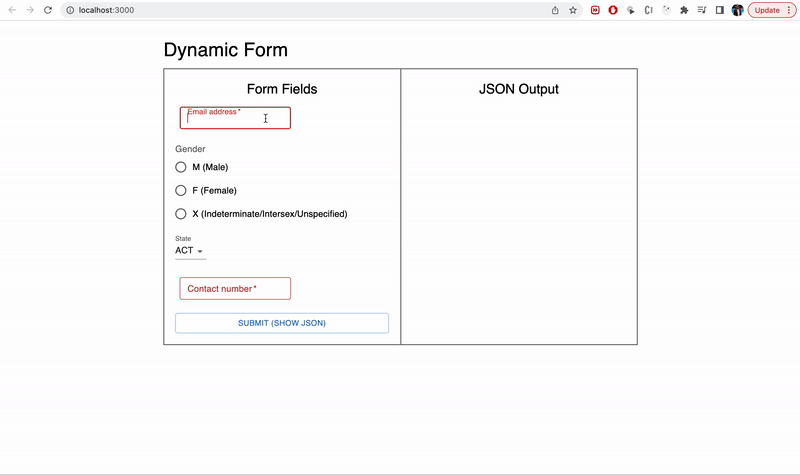 localhost:3000
Update
Dynamic Form
Form Fields
JSON Output
Email address *
Gender
M (Male)
F (Female)
X (Indeterminate/Intersex/Unspecified)
State
ACT
Contact number *
SUBMIT (SHOW JSON)